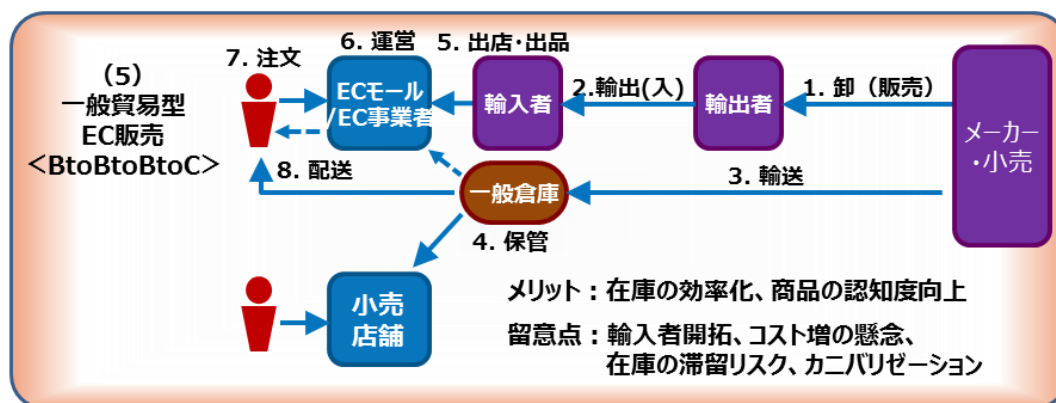 （5）
一般貿易型
EC販売
＜BtoBtoBtoC＞
7. 注文
6. 運営
5. 出店・出品
ECモール
/EC事業者
輸入者
2.輸出(入)
輸出者
1. 卸（販売）
メーカー
・小売
8. 配送
一般倉庫
3. 輸送
4. 保管
小売
店舗
メリット：在庫の効率化、商品の認知度向上
留意点：輸入者開拓、コスト増の懸念、
在庫の滞留リスク、カニバリゼーション